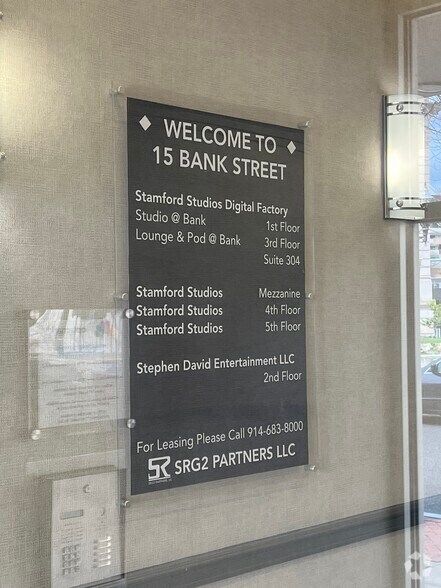 WELCOME TO
15 BANK STREET
Stamford Studios Digital Factory
Studio @ Bank 1st Floor
Lounge & Pod @ Bank 3rd Floor
Suite 304
Stamford Studios Mezzanine
Stamford Studios 4th Floor
Stamford Studios 5th Floor
Stephen David Entertainment LLC
2nd Floor
For Leasing Please Call 914-683-8000
SR SRG2 PARTNERS LLC